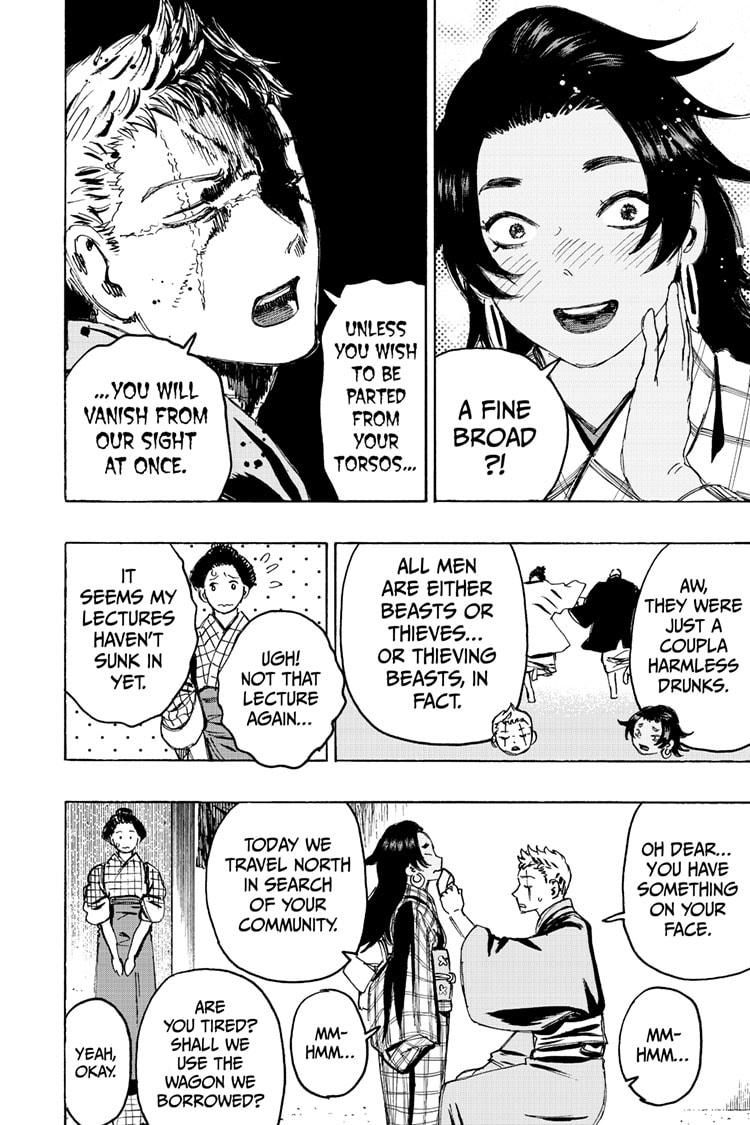 A FINE
BROAD
?!
UNLESS
YOU WISH
TO BE
PARTED
FROM
YOUR
TORSOS...
...YOU WILL
VANISH FROM
OUR SIGHT
AT ONCE.
AW,
THEY WERE
JUST A
COUPLA
HARMLESS
DRUNKS.
ALL MEN
ARE EITHER
BEASTS OR
THIEVES...
OR THIEVING
BEASTS, IN
FACT.
UGH!
NOT THAT
LECTURE
AGAIN...
IT
SEEMS MY
LECTURES
HAVEN'T
SUNK IN
YET.
OH DEAR...
YOU HAVE
SOMETHING
ON YOUR
FACE.
MM-
HMM...
TODAY WE
TRAVEL NORTH
IN SEARCH
OF YOUR
COMMUNITY.
MM-
HMM...
ARE
YOU TIRED?
SHALL WE
USE THE
WAGON WE
BORROWED?
YEAH,
OKAY.